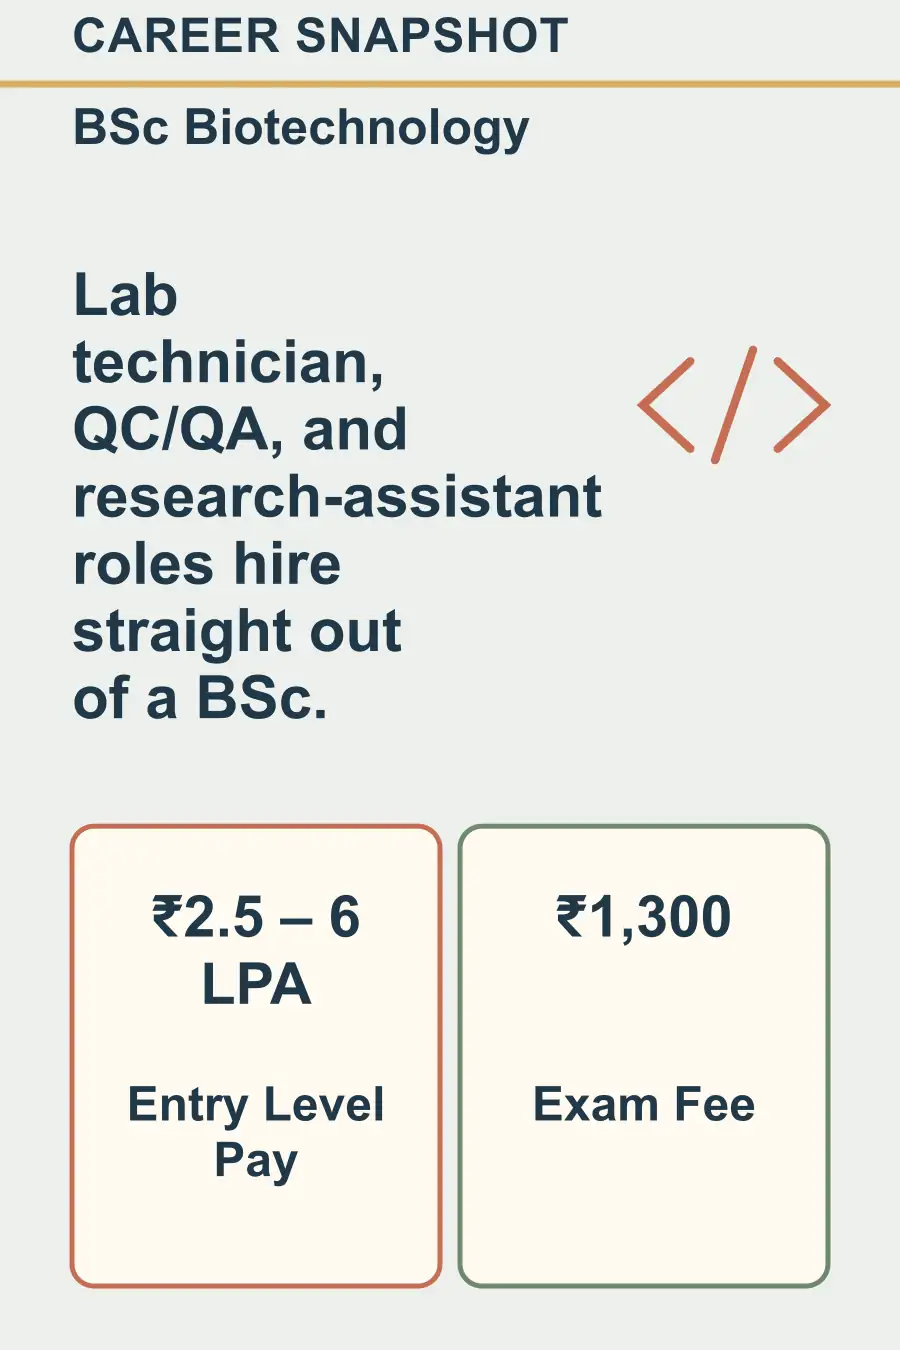 CAREER SNAPSHOT
BSc Biotechnology
Lab
technician,
QC/QA, and
research-assistant
roles hire
straight out
of a BSc.
₹2.5 – 6
LPA
Entry Level
Pay
₹1,300
Exam Fee